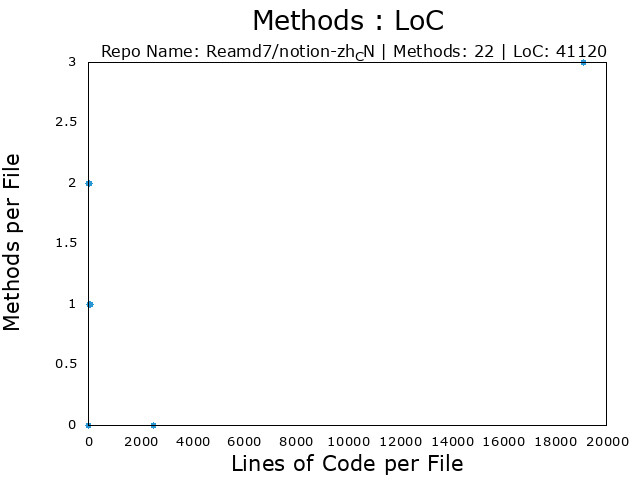 Methods : LoC
Repo Name: Reamd7/notion-zhCN | Methods: 22 | LoC: 41120
3
2.5
2
1.5
1
0.5
0
Methods per File
0 2000 4000 6000 8000 10000 12000 14000 16000 18000 20000
Lines of Code per File